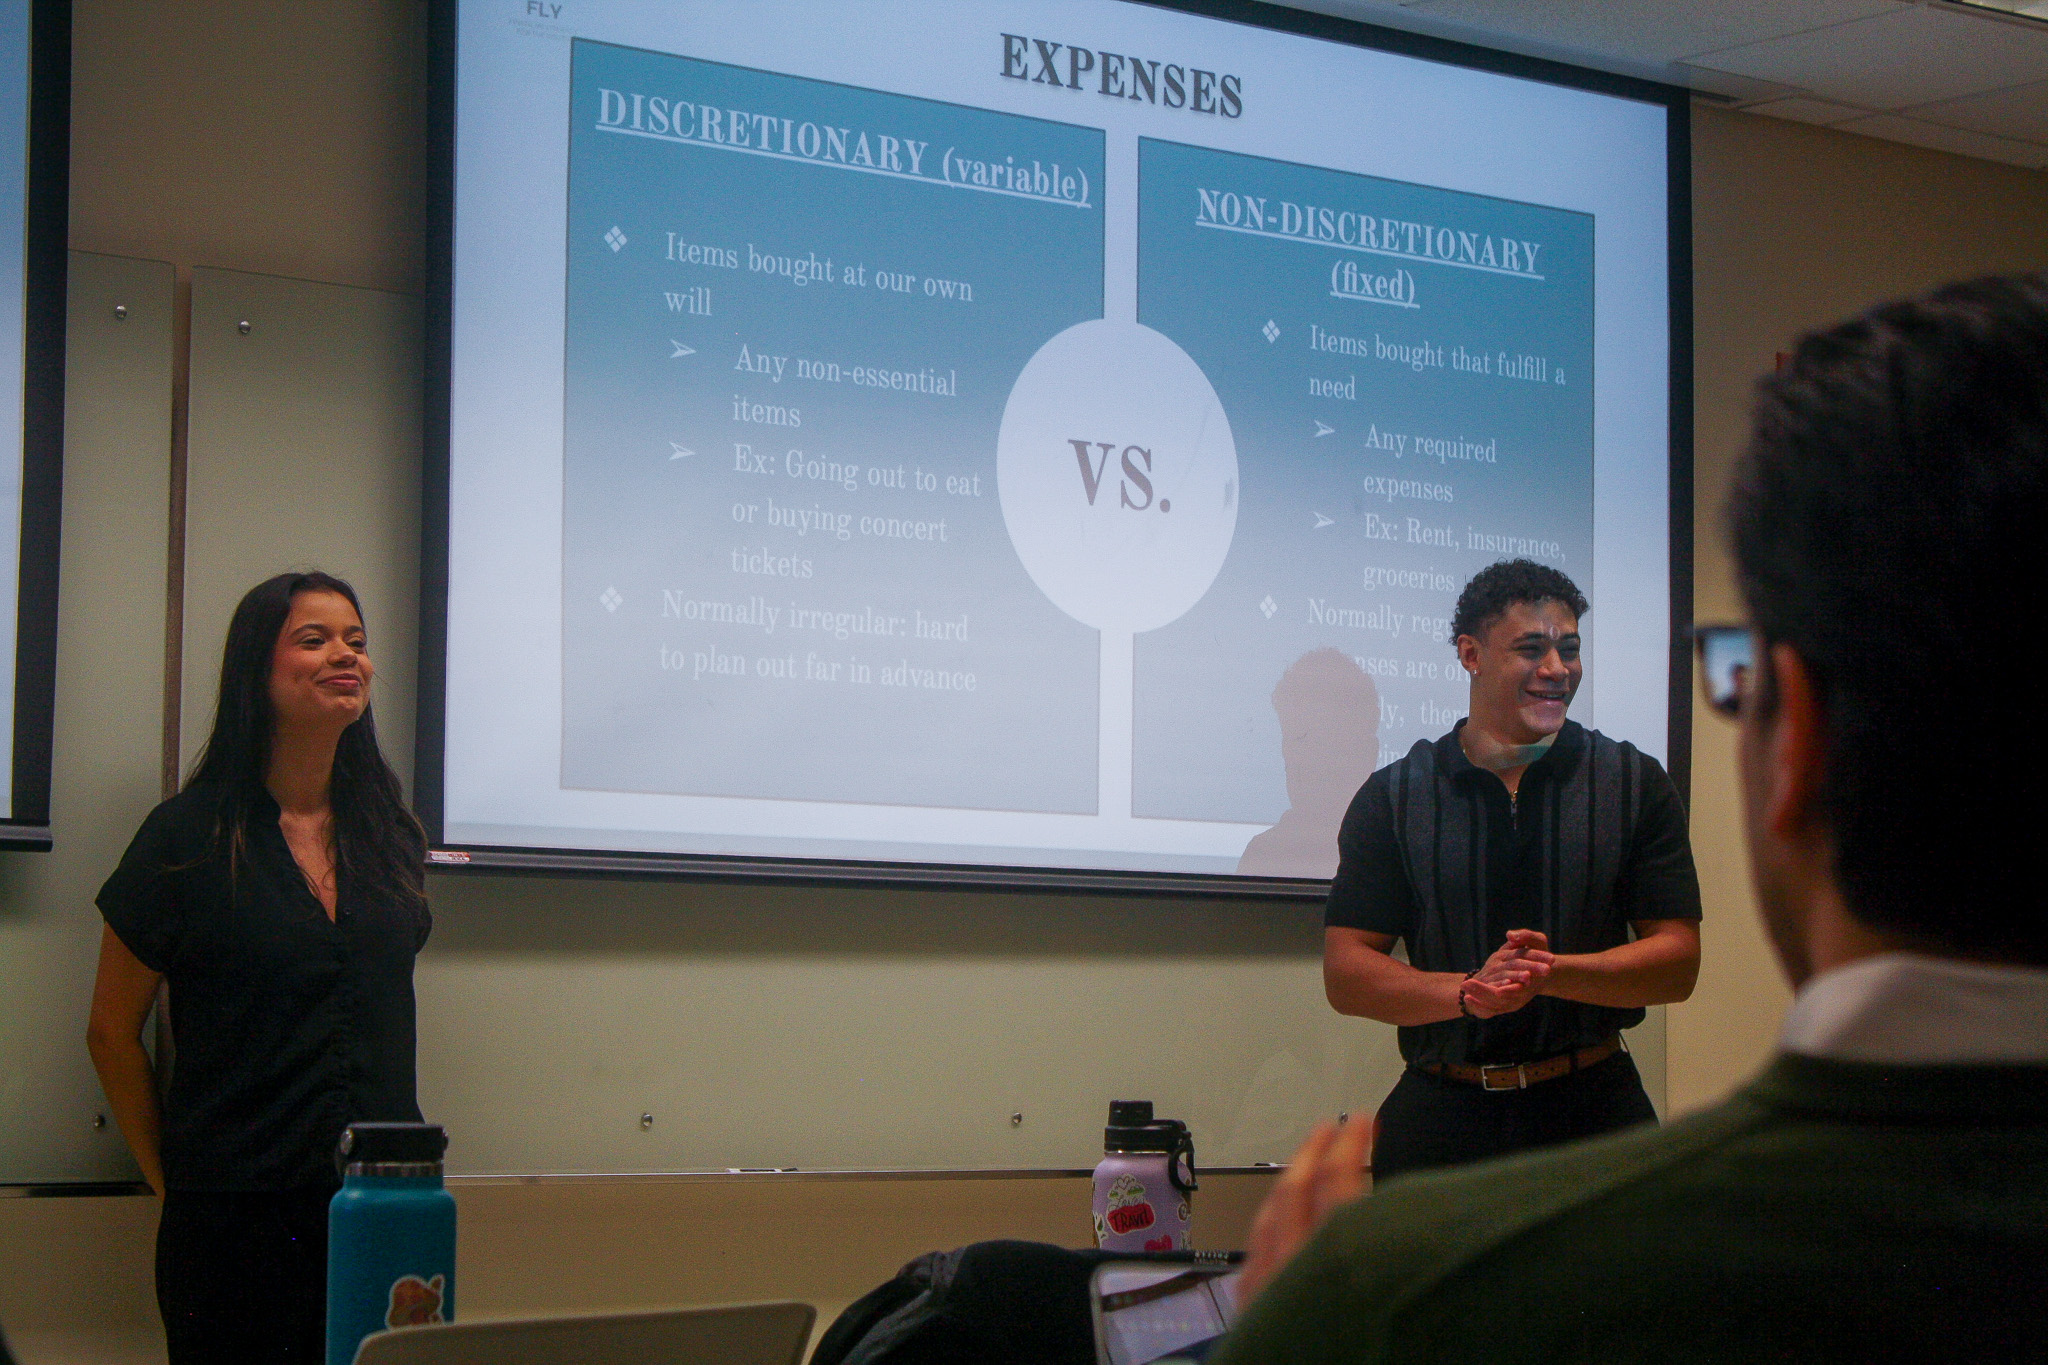 FLY
EXPENSES
DISCRETIONARY (variable)
Items bought at our own
will
Any non-essential
items
Ex: Going out to eat
or buying concert
tickets
Normally irregular: hard
to plan out far in advance
VS.
NON-DISCRETIONARY
(fixed)
Items bought that fulfill a
need
Any required
expenses
Ex: Rent, insurance,
groceries
Normally
are
TRAVEL